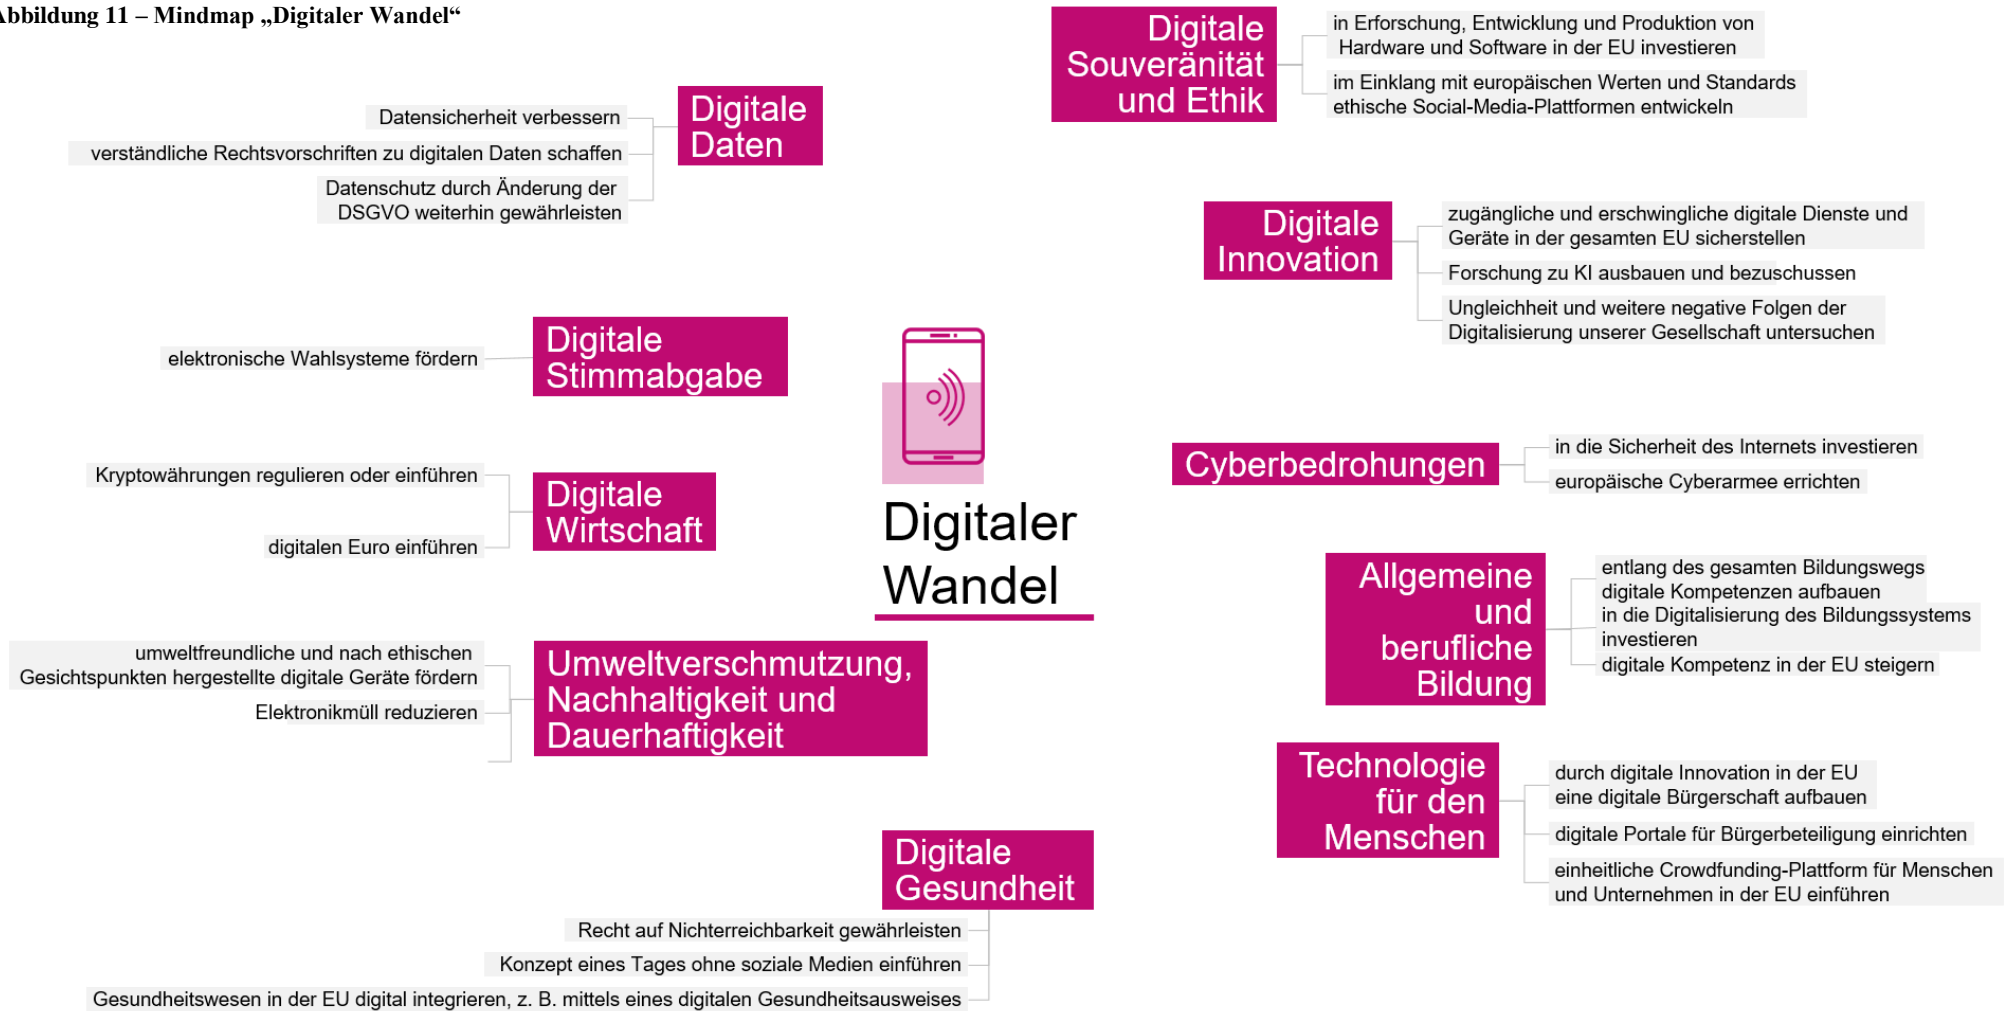 Abbildung 11 – Mindmap „Digitaler Wandel“
Digitale
Daten
Datensicherheit verbessern
verständliche Rechtsvorschriften zu digitalen Daten schaffen
Datenschutz durch Änderung der
DSGVO weiterhin gewährleisten
Digitale
Stimmabgabe
elektronische Wahlsysteme fördern
Digitale
Wirtschaft
Kryptowährungen regulieren oder einführen
digitalen Euro einführen
Umweltverschmutzung,
Nachhaltigkeit und
Dauerhaftigkeit
umweltfreundliche und nach ethischen
Gesichtspunkten hergestellte digitale Geräte fördern
Elektronikmüll reduzieren
Digitale
Gesundheit
Recht auf Nichterreichbarkeit gewährleisten
Konzept eines Tages ohne soziale Medien einführen
Gesundheitswesen in der EU digital integrieren, z. B. mittels eines digitalen Gesundheitsausweises
Digitaler
Wandel
Digitale
Souveränität
und Ethik
in Erforschung, Entwicklung und Produktion von
Hardware und Software in der EU investieren
im Einklang mit europäischen Werten und Standards
ethische Social-Media-Plattformen entwickeln
Digitale
Innovation
zugängliche und erschwingliche digitale Dienste und
Geräte in der gesamten EU sicherstellen
Forschung zu KI ausbauen und bezuschussen
Ungleichheit und weitere negative Folgen der
Digitalisierung unserer Gesellschaft untersuchen
Cyberbedrohungen
in die Sicherheit des Internets investieren
europäische Cyberarmee errichten
Allgemeine
und
berufliche
Bildung
entlang des gesamten Bildungswegs
digitale Kompetenzen aufbauen
in die Digitalisierung des Bildungssystems
investieren
digitale Kompetenz in der EU steigern
Technologie
für den
Menschen
durch digitale Innovation in der EU
eine digitale Bürgerschaft aufbauen
digitale Portale für Bürgerbeteiligung einrichten
einheitliche Crowdfunding-Plattform für Menschen
und Unternehmen in der EU einführen